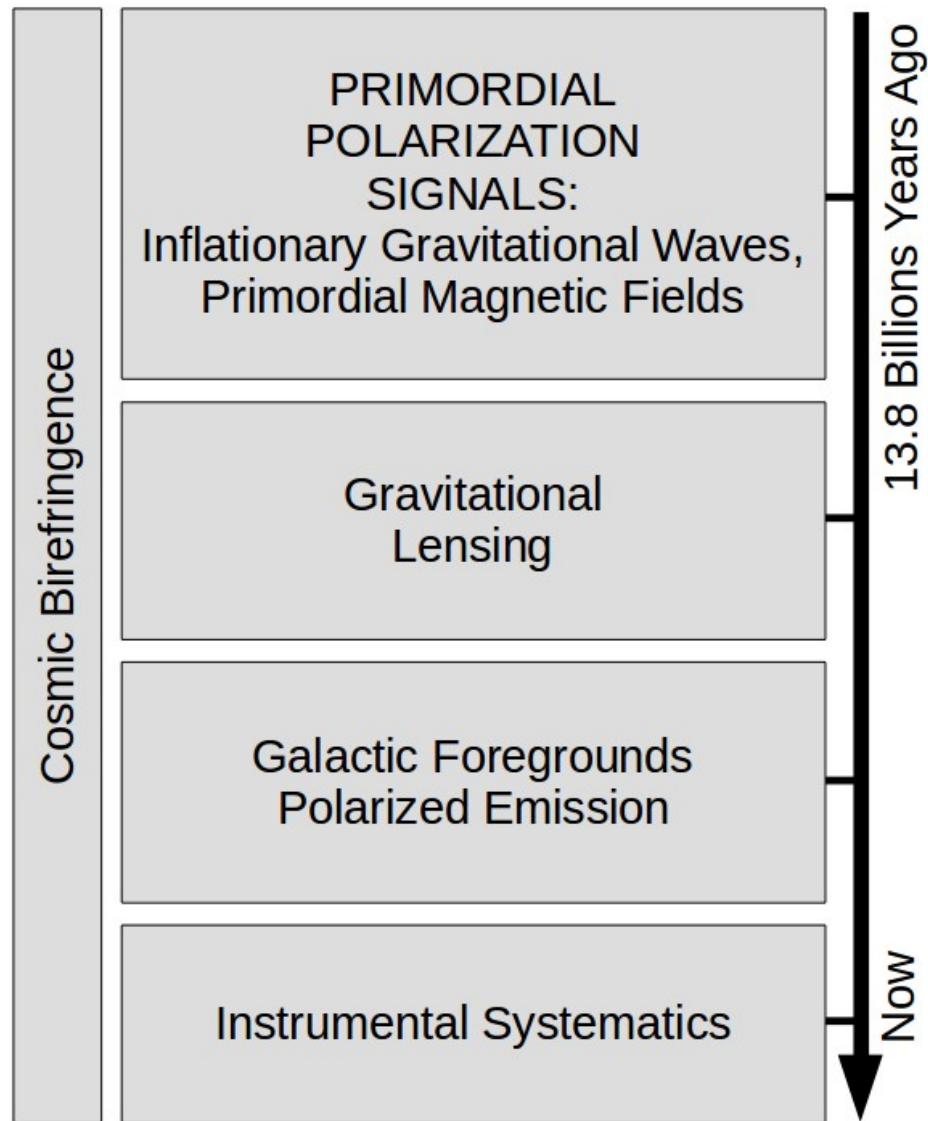 Cosmic Birefringence
PRIMORDIAL
POLARIZATION
SIGNALS:
Inflationary Gravitational Waves,
Primordial Magnetic Fields
13.8 Billions Years Ago
Gravitational
Lensing
Galactic Foregrounds
Polarized Emission
Instrumental Systematics
Now